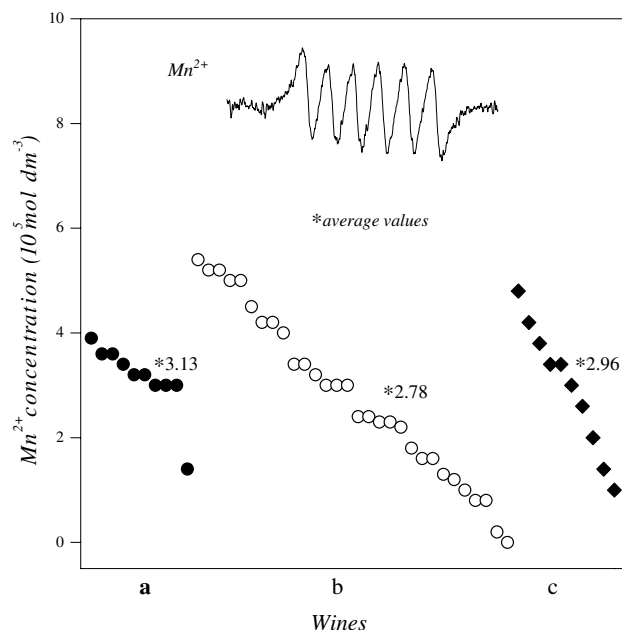 10
8
6
4
2
0
Mn²⁺ concentration (10⁵ mol dm⁻³)
Mn²⁺
*average values
*3.13
*2.78
*2.96
a b c
Wines